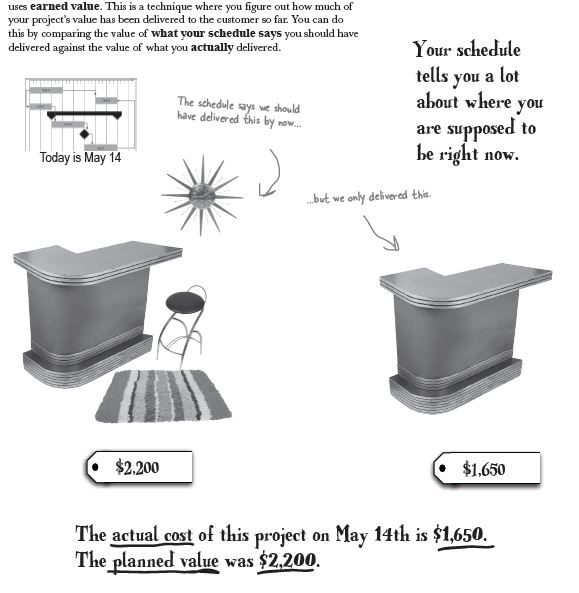 uses earned value. This is a technique where you figure out how much of
your project's value has been delivered to the customer so far. You can do
this by comparing the value of what your schedule says you should have
delivered against the value of what you actually delivered.
Your schedule
tells you a lot
about where you
are supposed to
be right now.
The schedule says we should
have delivered this by now...
Today is May 14
...but we only delivered this.
$2,200
$1,650
The actual cost of this project on May 14th is $1,650.
The planned value was $2,200.